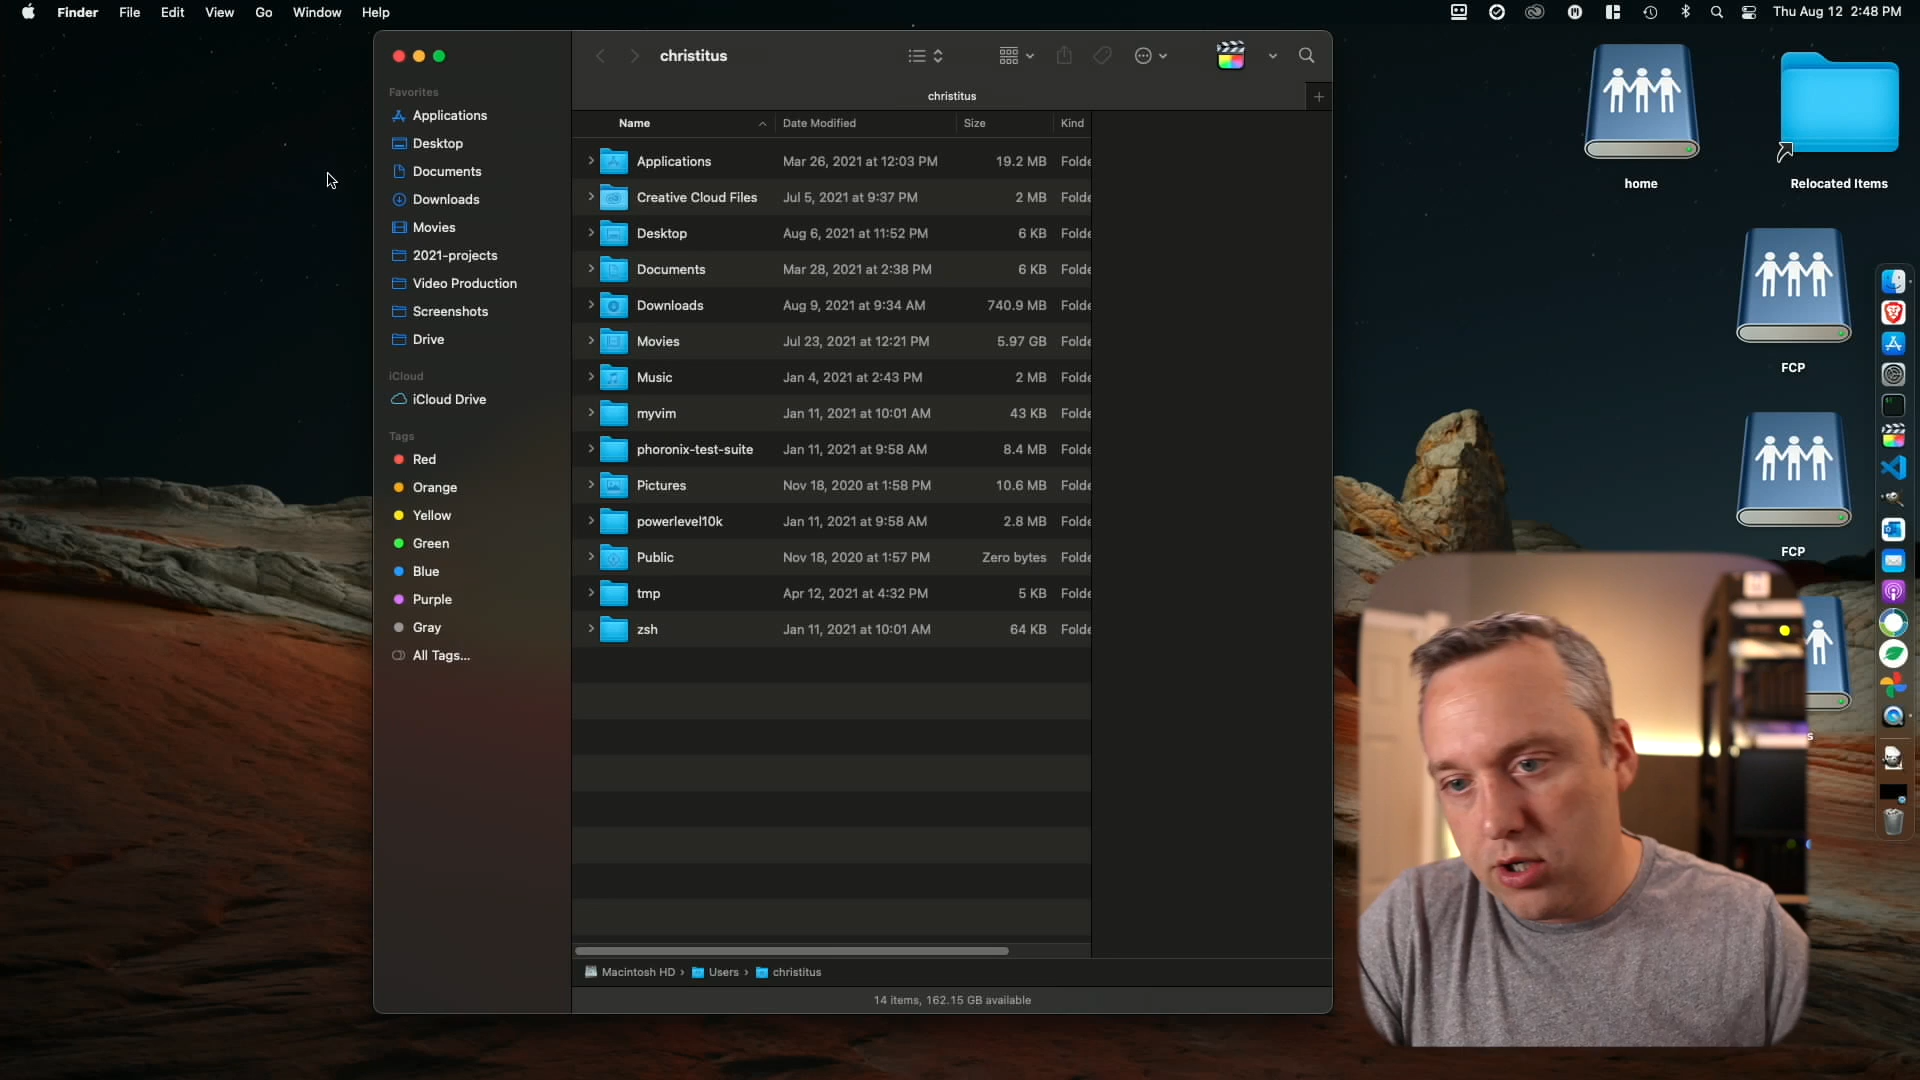 Finder File Edit View Go Window Help Thu Aug 12 2:48 PM
christitus
christitus
Favorites
Applications
Desktop
Documents
Downloads
Movies
2021-projects
Video Production
Screenshots
Drive
iCloud
iCloud Drive
Tags
Red
Orange
Yellow
Green
Blue
Purple
Gray
All Tags...
Name Date Modified Size Kind
Applications Mar 26, 2021 at 12:03 PM 19.2 MB Folde
Creative Cloud Files Jul 5, 2021 at 9:37 PM 2 MB Folde
Desktop Aug 6, 2021 at 11:52 PM 6 KB Folde
Documents Mar 28, 2021 at 2:38 PM 6 KB Folde
Downloads Aug 9, 2021 at 9:34 AM 740.9 MB Folde
Movies Jul 23, 2021 at 12:21 PM 5.97 GB Folde
Music Jan 4, 2021 at 2:43 PM 2 MB Folde
myvim Jan 11, 2021 at 10:01 AM 43 KB Folde
phoronix-test-suite Jan 11, 2021 at 9:58 AM 8.4 MB Folde
Pictures Nov 18, 2020 at 1:58 PM 10.6 MB Folde
powerlevel10k Jan 11, 2021 at 9:58 AM 2.8 MB Folde
Public Nov 18, 2020 at 1:57 PM Zero bytes Folde
tmp Apr 12, 2021 at 4:32 PM 5 KB Folde
zsh Jan 11, 2021 at 10:01 AM 64 KB Folde
Macintosh HD › Users › christitus
14 items, 162.15 GB available
home
Relocated Items
FCP
FCP
s